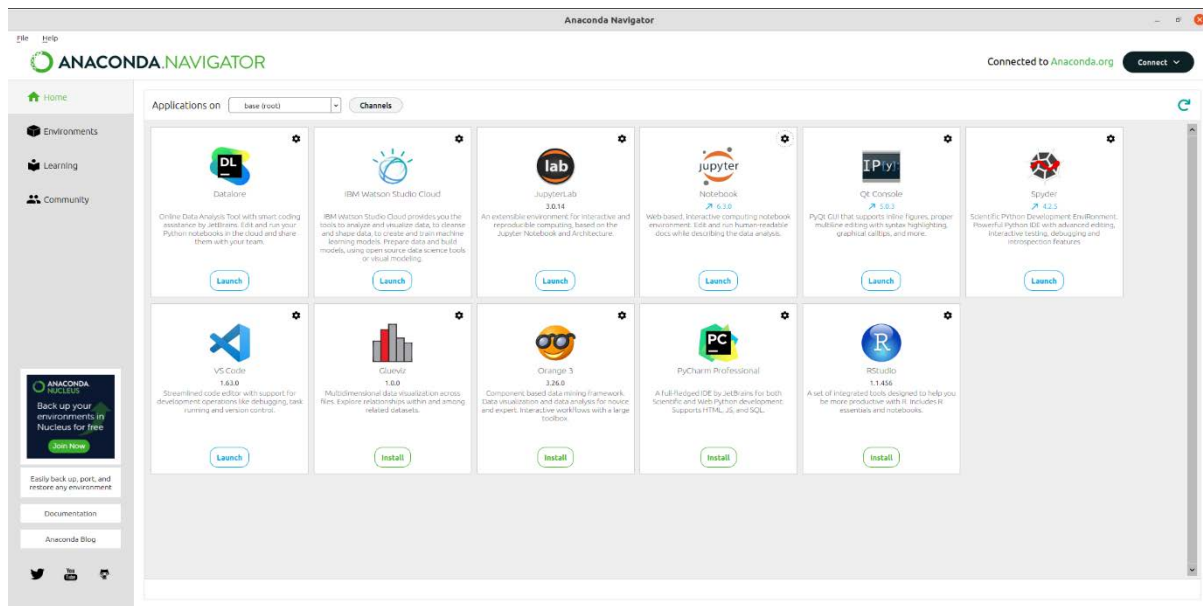 Anaconda Navigator
File Help
ANACONDA.NAVIGATOR
Connected to Anaconda.org
Connect
Home
Environments
Learning
Community
Applications on
base (root)
Channels
DL
Datalore
Online Data Analysis Tool with smart coding
assistance by JetBrains. Edit and run your
Python notebooks in the cloud and share
them with your team.
Launch
IBM Watson Studio Cloud
IBM Watson Studio Cloud provides you the
tools to analyze and visualize data, to cleanse
and shape data, to create and train machine
learning models. Prepare data and build
models, using open source data science tools
or visual modeling.
Launch
lab
JupyterLab
3.0.14
An extensible environment for interactive and
reproducible computing, based on the
Jupyter Notebook and Architecture.
Launch
jupyter
Notebook
6.3.0
Web-based, interactive computing notebook
environment. Edit and run human-readable
docs while describing the data analysis.
Launch
IP[y]:
Qt Console
5.0.3
PyQt GUI that supports inline figures, proper
multiline editing with syntax highlighting,
graphical calltips, and more.
Launch
Spyder
4.2.5
Scientific PYthon Development EnviRonment.
Powerful Python IDE with advanced editing,
interactive testing, debugging and
introspection features
Launch
VS Code
1.63.0
Streamlined code editor with support for
development operations like debugging, task
running and version control.
Launch
Glueviz
1.0.0
Multidimensional data visualization across
files. Explore relationships within and among
related datasets.
Install
Orange 3
3.26.0
Component based data mining framework.
Data visualization and data analysis for novice
and expert. Interactive workflows with a large
toolbox.
Install
PC
PyCharm Professional
A full-fledged IDE by JetBrains for both
Scientific and Web Python development.
Supports HTML, JS, and SQL.
Install
R
RStudio
1.1.456
A set of integrated tools designed to help you
be more productive with R. Includes R
essentials and notebooks.
Install
ANACONDA
NUCLEUS
Back up your
environments in
Nucleus for free
Join Now
Easily back up, port, and
restore any environment
Documentation
Anaconda Blog
You
Tube